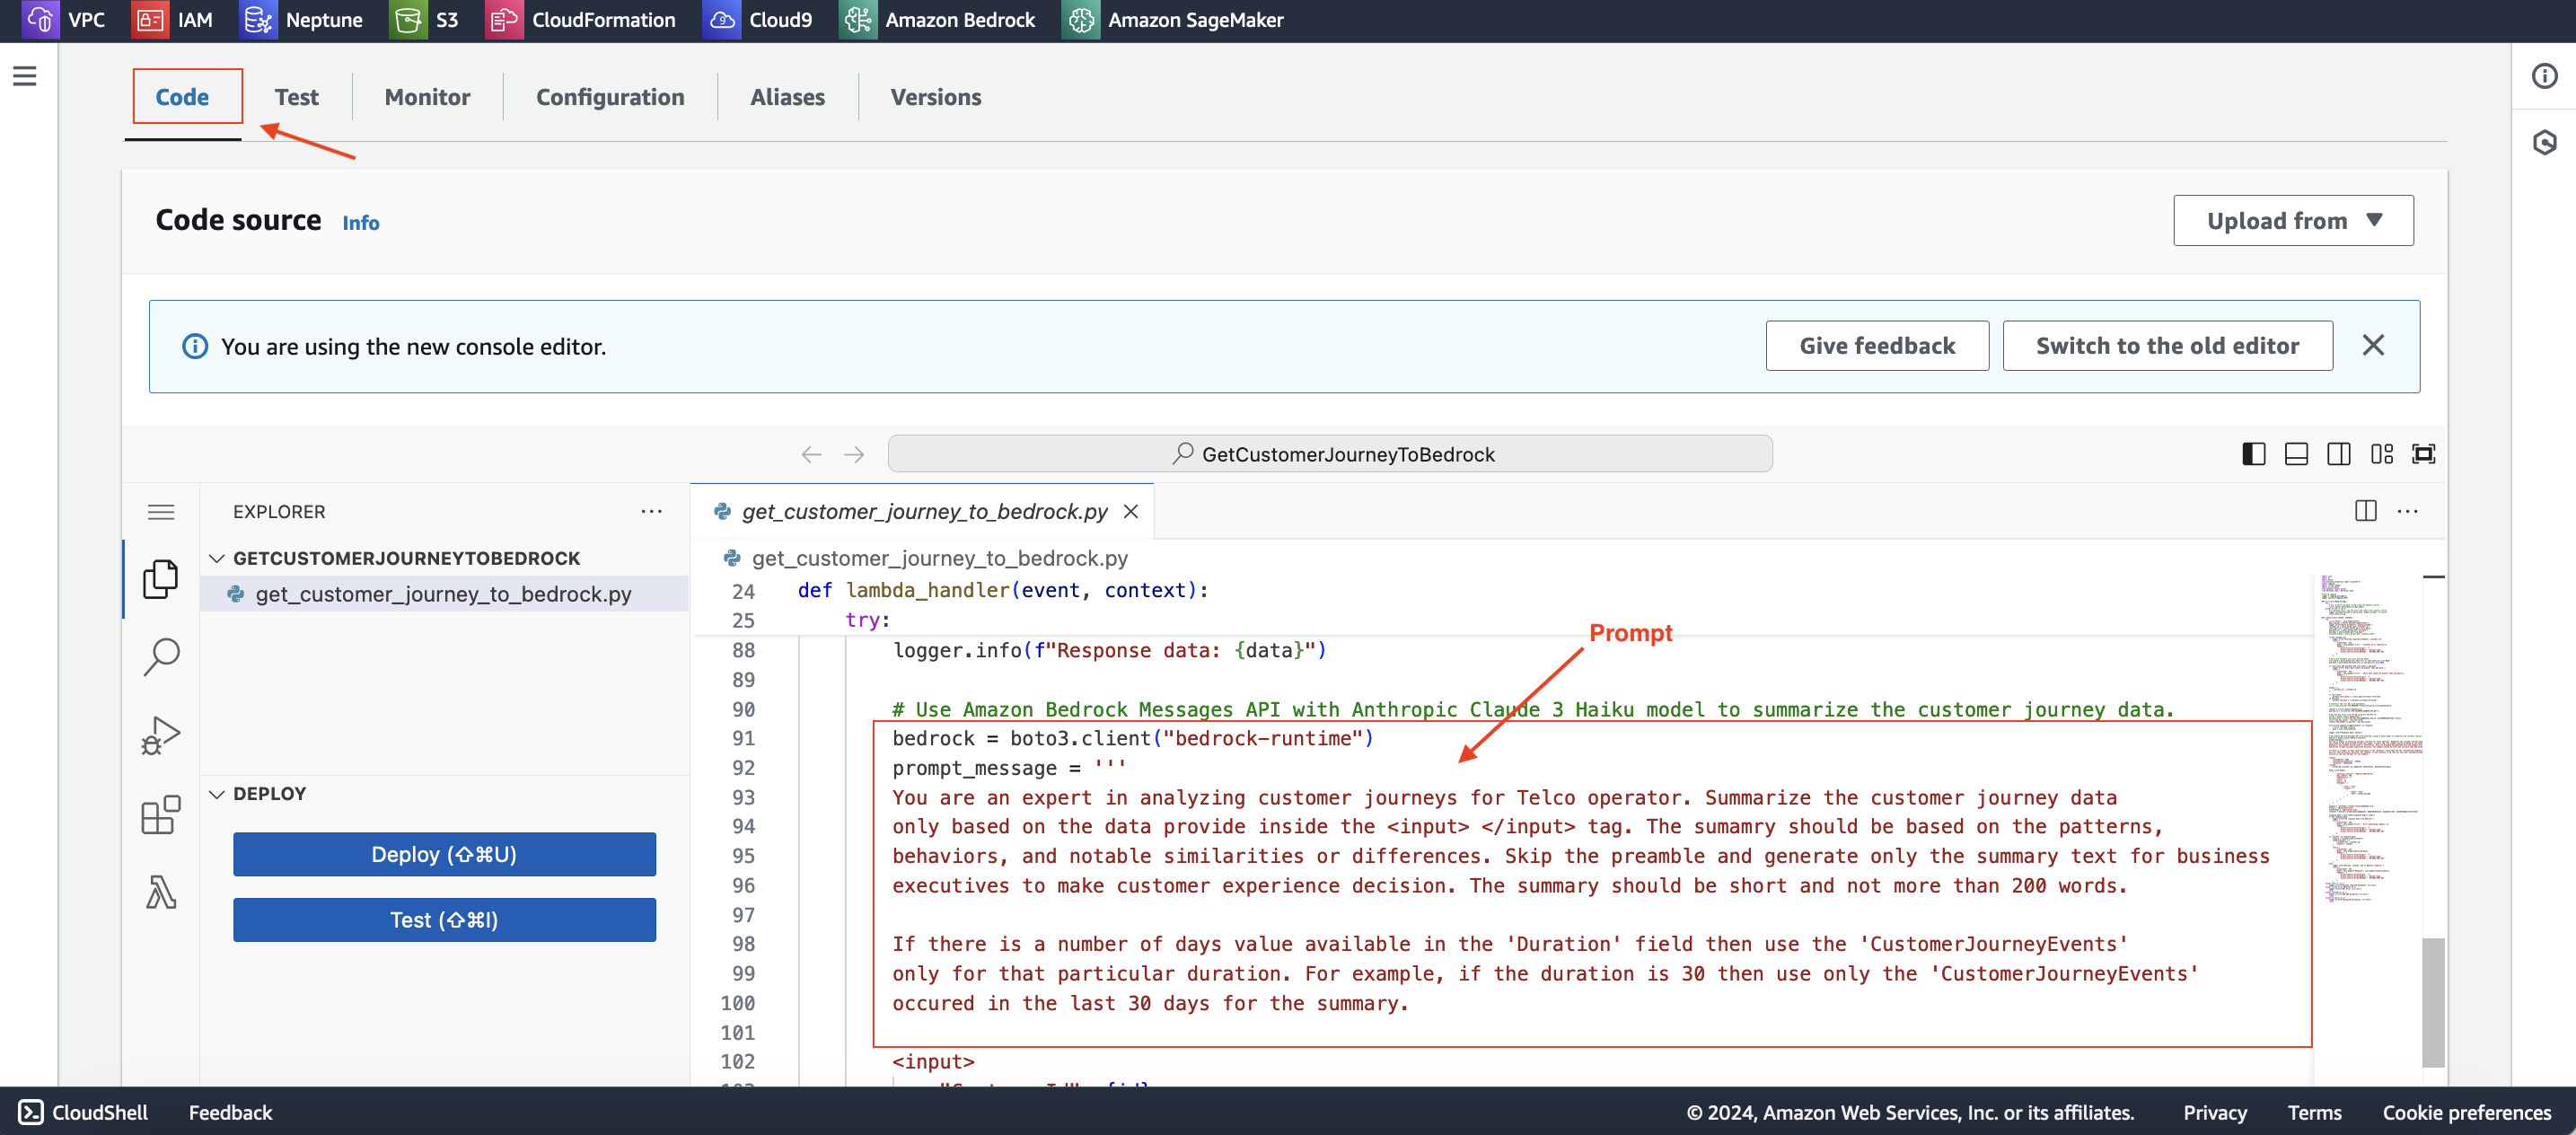 VPC IAM Neptune S3 CloudFormation Cloud9 Amazon Bedrock Amazon SageMaker
Code Test Monitor Configuration Aliases Versions
Code source Info Upload from
You are using the new console editor. Give feedback Switch to the old editor
GetCustomerJourneyToBedrock
EXPLORER
GETCUSTOMERJOURNEYTOBEDROCK
get_customer_journey_to_bedrock.py
DEPLOY
Deploy (⇧⌘U)
Test (⇧⌘I)
get_customer_journey_to_bedrock.py
get_customer_journey_to_bedrock.py
24 def lambda_handler(event, context):
25 try:
Prompt
88 logger.info(f"Response data: {data}")
89
90 # Use Amazon Bedrock Messages API with Anthropic Claude 3 Haiku model to summarize the customer journey data.
91 bedrock = boto3.client("bedrock-runtime")
92 prompt_message = '''
93 You are an expert in analyzing customer journeys for Telco operator. Summarize the customer journey data
94 only based on the data provide inside the <input> </input> tag. The sumamry should be based on the patterns,
95 behaviors, and notable similarities or differences. Skip the preamble and generate only the summary text for business
96 executives to make customer experience decision. The summary should be short and not more than 200 words.
97
98 If there is a number of days value available in the 'Duration' field then use the 'CustomerJourneyEvents'
99 only for that particular duration. For example, if the duration is 30 then use only the 'CustomerJourneyEvents'
100 occured in the last 30 days for the summary.
101
102 <input>
CloudShell Feedback © 2024, Amazon Web Services, Inc. or its affiliates. Privacy Terms Cookie preferences